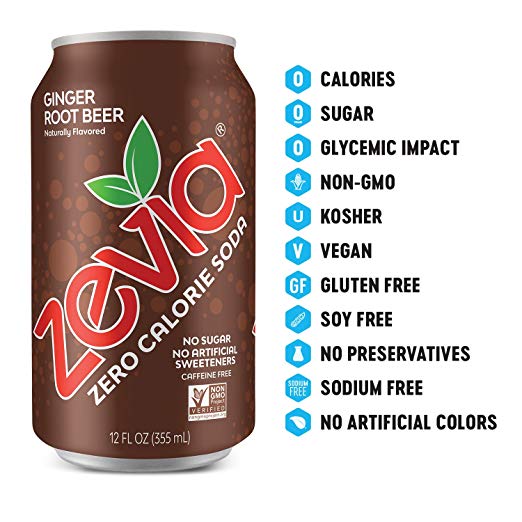 GINGER
ROOT BEER
Naturally Flavored
zevia®
ZERO CALORIE SODA
NO SUGAR
NO ARTIFICIAL
SWEETENERS
CAFFEINE FREE
NON
GMO
Project
VERIFIED
nongmoproject.org
12 FL OZ (355 mL)
0 CALORIES
0 SUGAR
0 GLYCEMIC IMPACT
NON-GMO
U KOSHER
V VEGAN
GF GLUTEN FREE
SOY FREE
NO PRESERVATIVES
SODIUM FREE SODIUM FREE
NO ARTIFICIAL COLORS